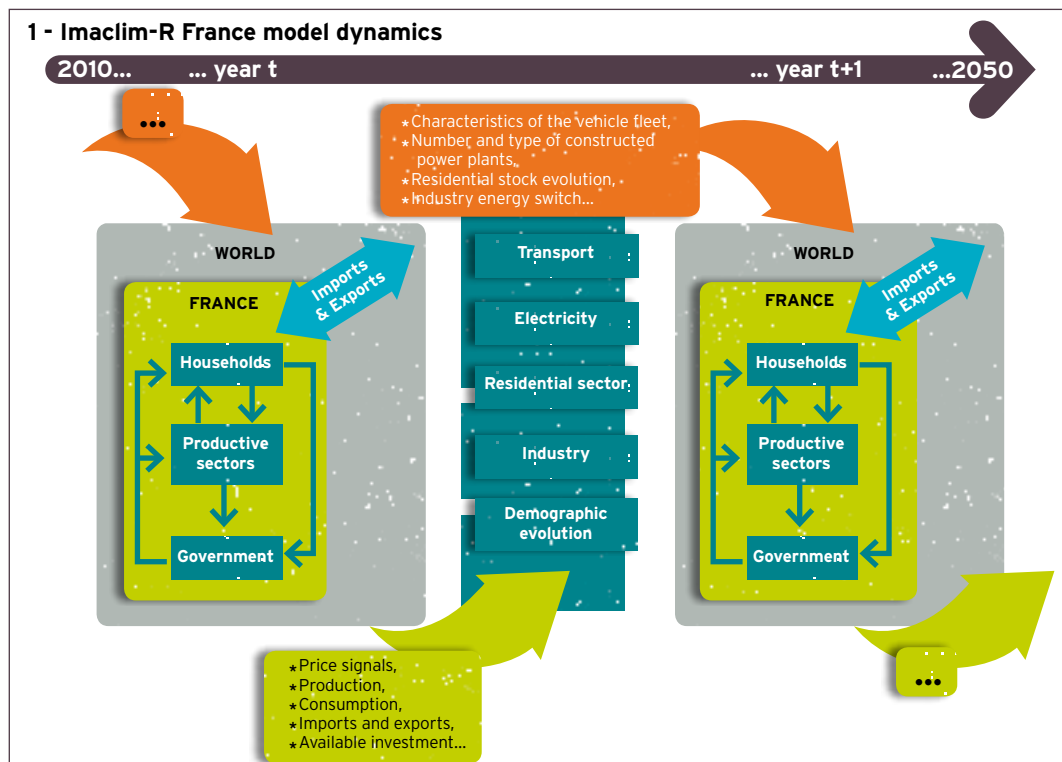 1 - Imaclim-R France model dynamics
2010... ... year t ... year t+1 ...2050
...
*Characteristics of the vehicle fleet,
*Number and type of constructed
power plants,
*Residential stock evolution,
*Industry energy switch...
WORLD
Imports
& Exports
FRANCE
Households
Productive
sectors
Government
Transport
Electricity
Residential sector
Industry
Demographic
evolution
WORLD
Imports
& Exports
FRANCE
Households
Productive
sectors
Government
*Price signals,
*Production,
*Consumption,
*Imports and exports,
*Available investment...
...